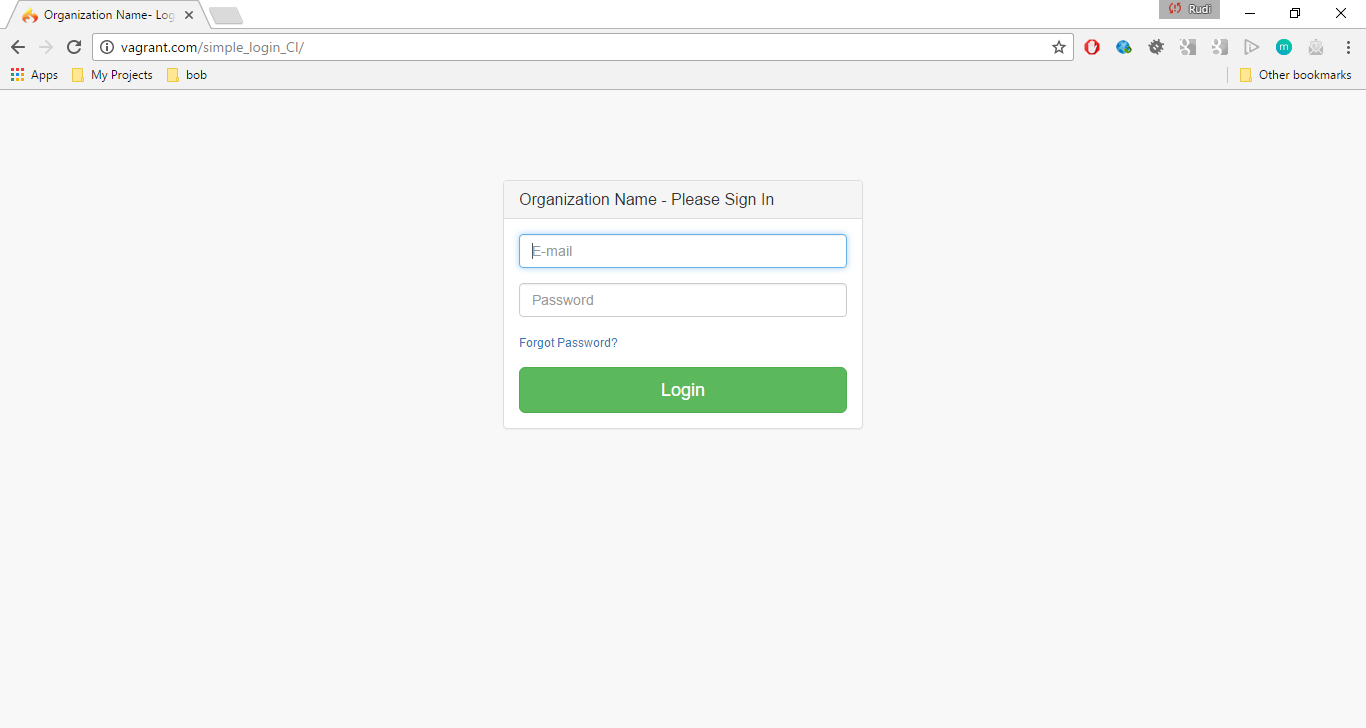 Organization Name- Log
Rudi
vagrant.com/simple_login_CI/
m
Apps My Projects bob Other bookmarks
Organization Name - Please Sign In
E-mail
Password
Forgot Password?
Login